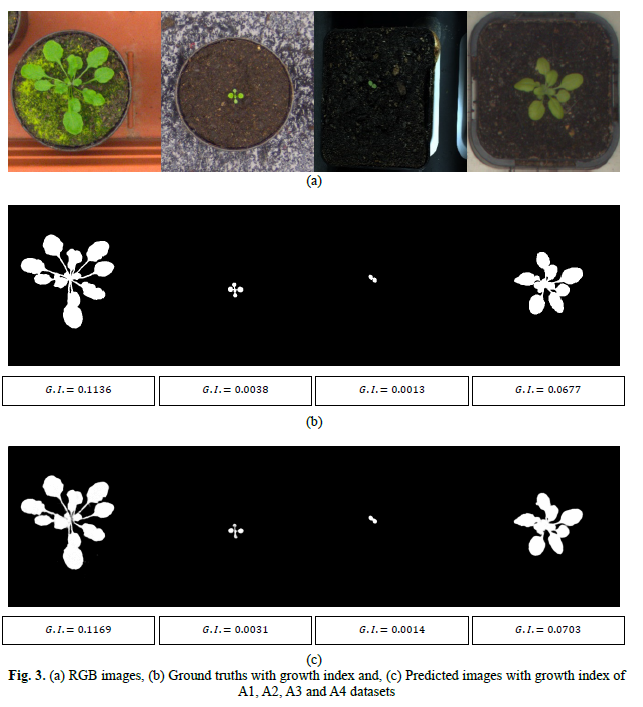 (a)
G.I.= 0.1136 G.I.= 0.0038 G.I.= 0.0013 G.I.= 0.0677
(b)
G.I.= 0.1169 G.I.= 0.0031 G.I.= 0.0014 G.I.= 0.0703
(c)
Fig. 3. (a) RGB images, (b) Ground truths with growth index and, (c) Predicted images with growth index of
A1, A2, A3 and A4 datasets